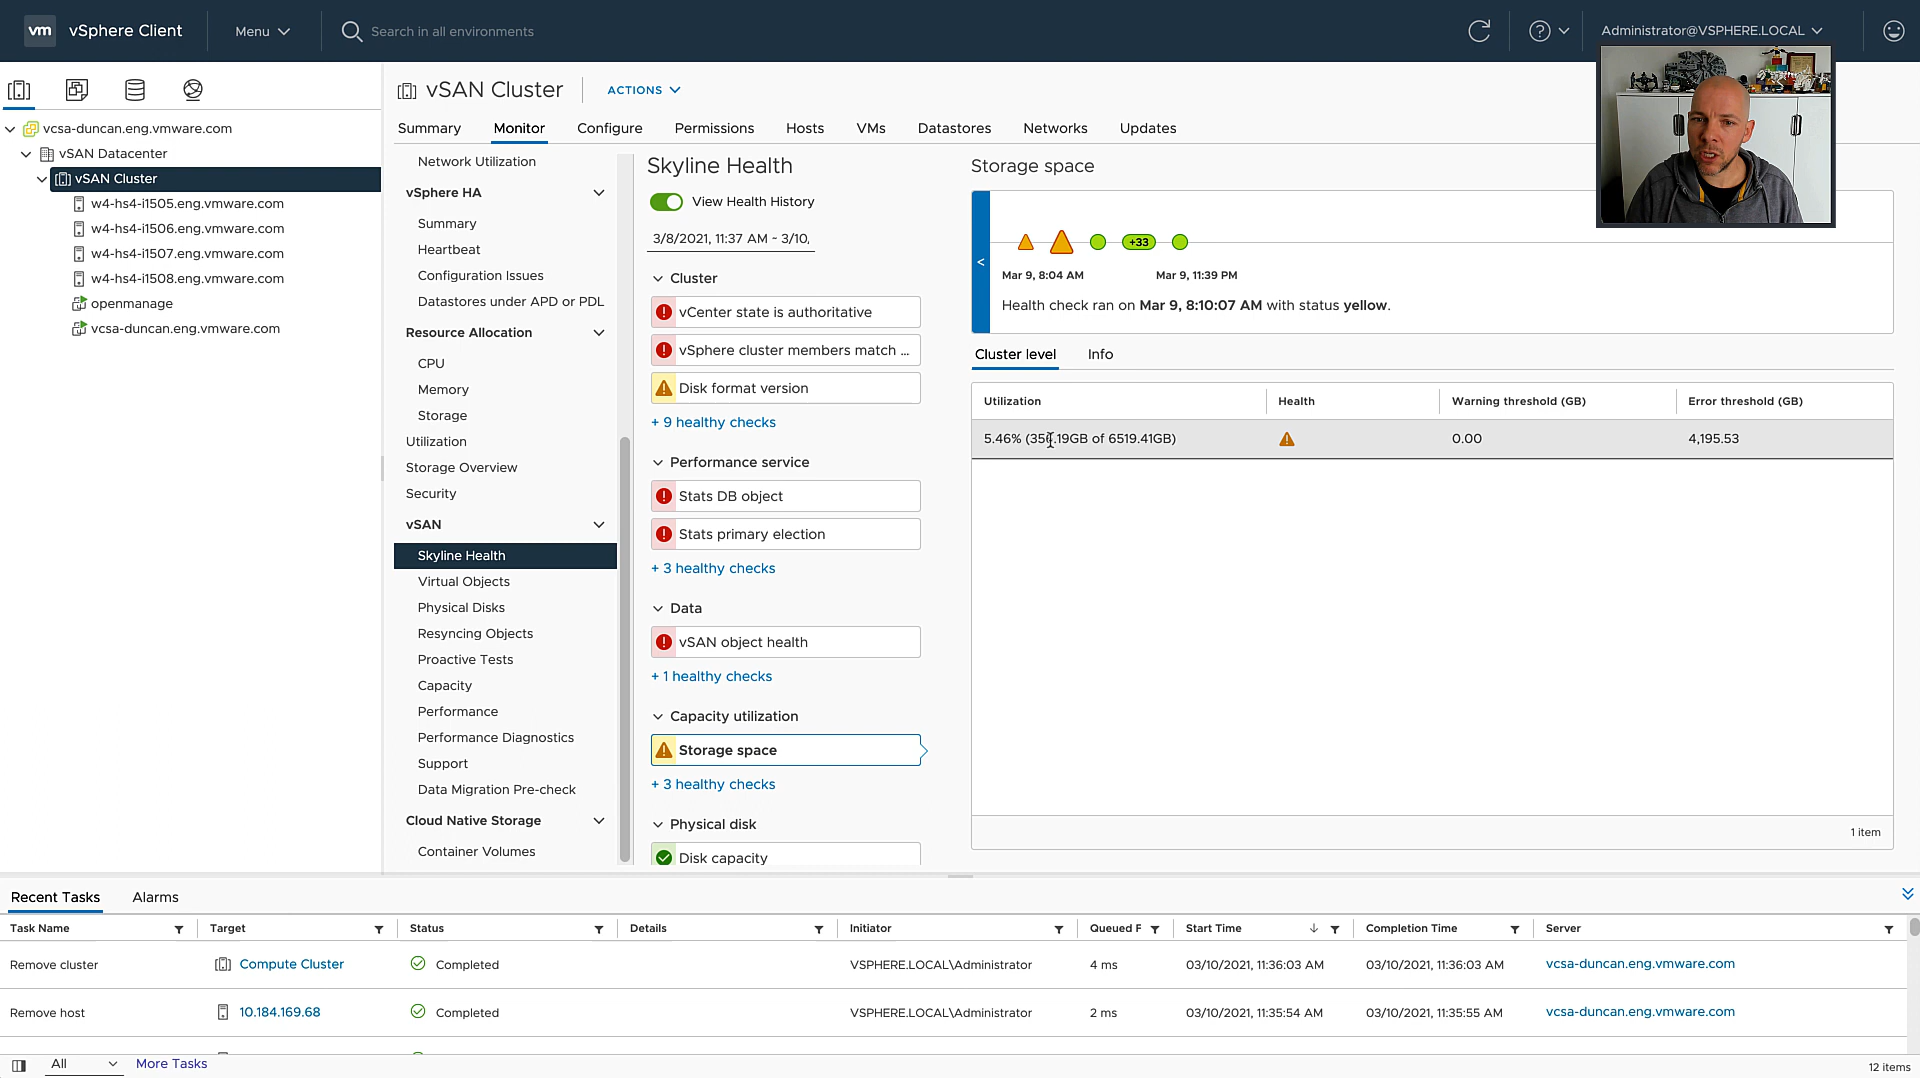 vm vSphere Client Menu Search in all environments Administrator@VSPHERE.LOCAL
vcsa-duncan.eng.vmware.com
vSAN Datacenter
vSAN Cluster
w4-hs4-i1505.eng.vmware.com
w4-hs4-i1506.eng.vmware.com
w4-hs4-i1507.eng.vmware.com
w4-hs4-i1508.eng.vmware.com
openmanage
vcsa-duncan.eng.vmware.com
vSAN Cluster ACTIONS
Summary Monitor Configure Permissions Hosts VMs Datastores Networks Updates
Network Utilization
vSphere HA
Summary
Heartbeat
Configuration Issues
Datastores under APD or PDL
Resource Allocation
CPU
Memory
Storage
Utilization
Storage Overview
Security
vSAN
Skyline Health
Virtual Objects
Physical Disks
Resyncing Objects
Proactive Tests
Capacity
Performance
Performance Diagnostics
Support
Data Migration Pre-check
Cloud Native Storage
Container Volumes
Skyline Health
View Health History
3/8/2021, 11:37 AM - 3/10,
Cluster
vCenter state is authoritative
vSphere cluster members match ...
Disk format version
+ 9 healthy checks
Performance service
Stats DB object
Stats primary election
+ 3 healthy checks
Data
vSAN object health
+ 1 healthy checks
Capacity utilization
Storage space
+ 3 healthy checks
Physical disk
Disk capacity
Storage space
<
+33
Mar 9, 8:04 AM Mar 9, 11:39 PM
Health check ran on Mar 9, 8:10:07 AM with status yellow.
Cluster level Info
Utilization Health Warning threshold (GB) Error threshold (GB)
5.46% of 6519.41GB) 0.00 4,195.53
1 item
Recent Tasks Alarms
Task Name Target Status Details Initiator Queued F Start Time Completion Time Server
Remove cluster Compute Cluster Completed VSPHERE.LOCAL\Administrator 4 ms 03/10/2021, 11:36:03 AM 03/10/2021, 11:36:03 AM vcsa-duncan.eng.vmware.com
Remove host 10.184.169.68 Completed VSPHERE.LOCAL\Administrator 2 ms 03/10/2021, 11:35:54 AM 03/10/2021, 11:35:55 AM vcsa-duncan.eng.vmware.com
All More Tasks 12 items